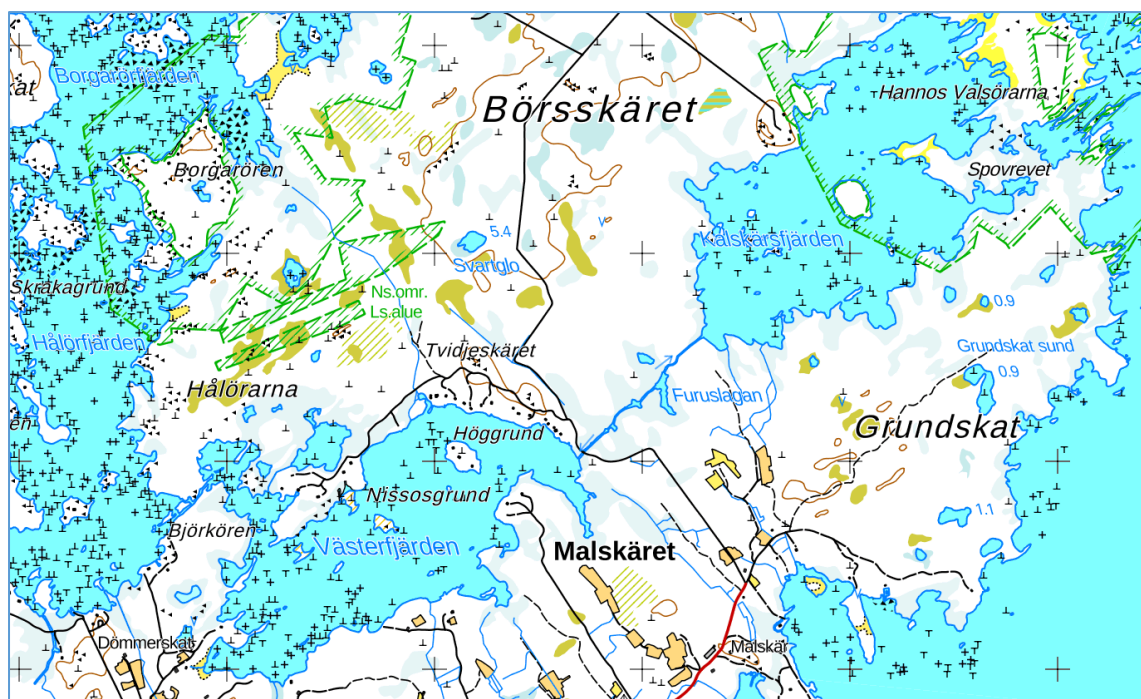 Borgarörfjärden
at
Börsskäret
Hannos Valsörarna
Borgarören
Spovrevet
5.4
v
Kalskärsfjärden
Svartglo
Skräkagrund
Ns.omr.
Ls.alue
0.9
Hålörfjärden
Tvidjeskäret
Grundskat sund
0.9
Hålörarna
Furuslagan
v
en
Höggrund
Grundskat
Nissosgrund
1.1
Björkören
Västerfjärden
Malskäret
Dömmerskat
Malskär